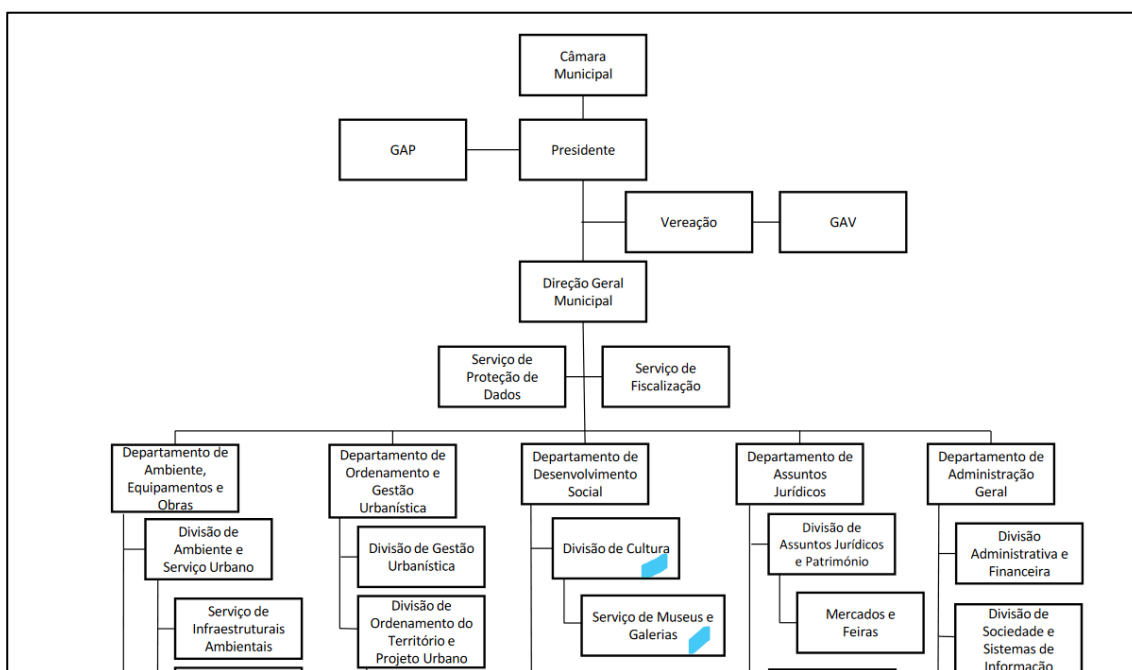 Câmara
Municipal
GAP
Presidente
Vereação
GAV
Direção Geral
Municipal
Serviço de
Proteção de
Dados
Serviço de
Fiscalização
Departamento de
Ambiente,
Equipamentos e
Obras
Departamento de
Ordenamento e
Gestão
Urbanística
Departamento de
Desenvolvimento
Social
Departamento de
Assuntos
Jurídicos
Departamento de
Administração
Geral
Divisão de
Ambiente e
Serviço Urbano
Divisão de Gestão
Urbanística
Divisão de Cultura
Divisão de
Assuntos Jurídicos
e Património
Divisão
Administrativa e
Financeira
Serviço de
Infraestruturais
Ambientais
Divisão de
Ordenamento do
Território e
Projeto Urbano
Serviço de Museus e
Galerias
Mercados e
Feiras
Divisão de
Sociedade e
Sistemas de
Informação